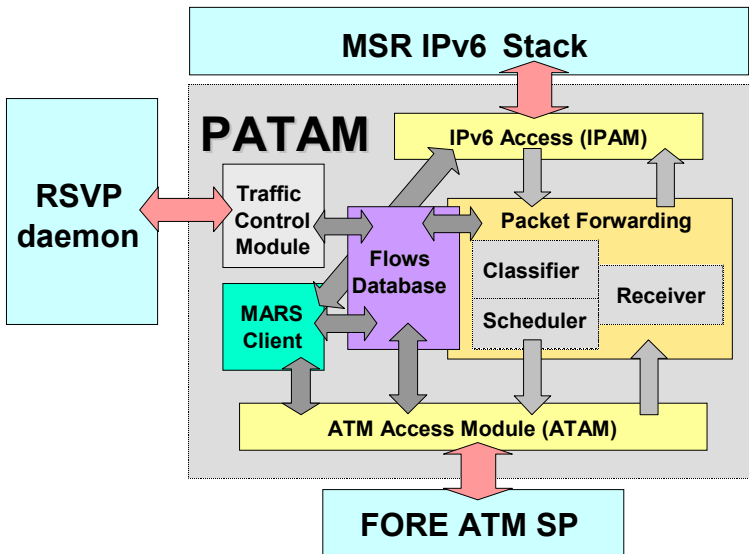 MSR IPv6 Stack
PATAM
IPv6 Access (IPAM)
RSVP
daemon
Traffic
Control
Module
Packet Forwarding
Flows
Database
Classifier
Receiver
Scheduler
MARS
Client
ATM Access Module (ATAM)
FORE ATM SP